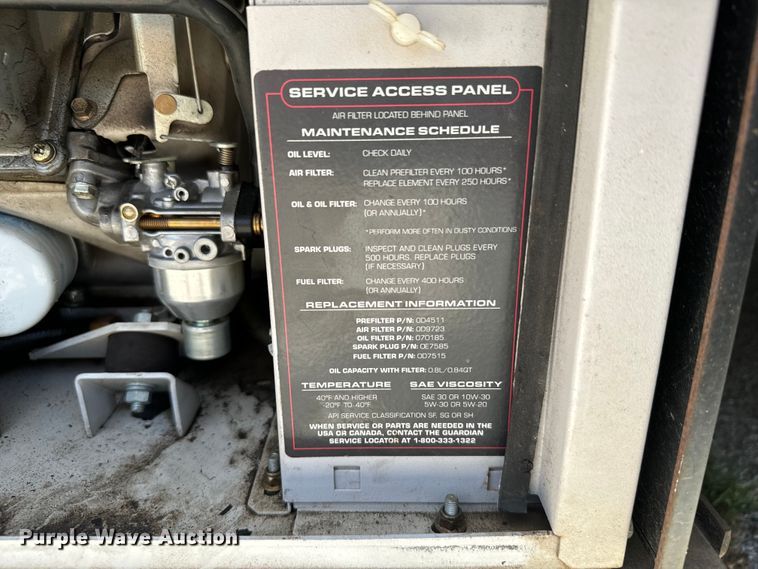 SERVICE ACCESS PANEL
AIR FILTER LOCATED BEHIND PANEL
MAINTENANCE SCHEDULE
OIL LEVEL: CHECK DAILY
AIR FILTER: CLEAN PREFILTER EVERY 100 HOURS*
REPLACE ELEMENT EVERY 250 HOURS*
OIL & OIL FILTER: CHANGE EVERY 100 HOURS
(OR ANNUALLY)*
*PERFORM MORE OFTEN IN DUSTY CONDITIONS
SPARK PLUGS: INSPECT AND CLEAN PLUGS EVERY
500 HOURS. REPLACE PLUGS
(IF NECESSARY)
FUEL FILTER: CHANGE EVERY 400 HOURS
(OR ANNUALLY)
REPLACEMENT INFORMATION
PREFILTER P/N: 0D4511
AIR FILTER P/N: 0D9723
OIL FILTER P/N: 070185
SPARK PLUG P/N: 0E7585
FUEL FILTER P/N: 0D7515
OIL CAPACITY WITH FILTER: 0.8L/0.84QT
TEMPERATURE SAE VISCOSITY
40°F AND HIGHER SAE 30 OR 10W-30
-20°F TO 40°F 5W-30 OR 5W-20
API SERVICE CLASSIFICATION SF, SG OR SH
WHEN SERVICE OR PARTS ARE NEEDED IN THE
USA OR CANADA, CONTACT THE GUARDIAN
SERVICE LOCATOR AT 1-800-333-1322
Purple Wave Auction